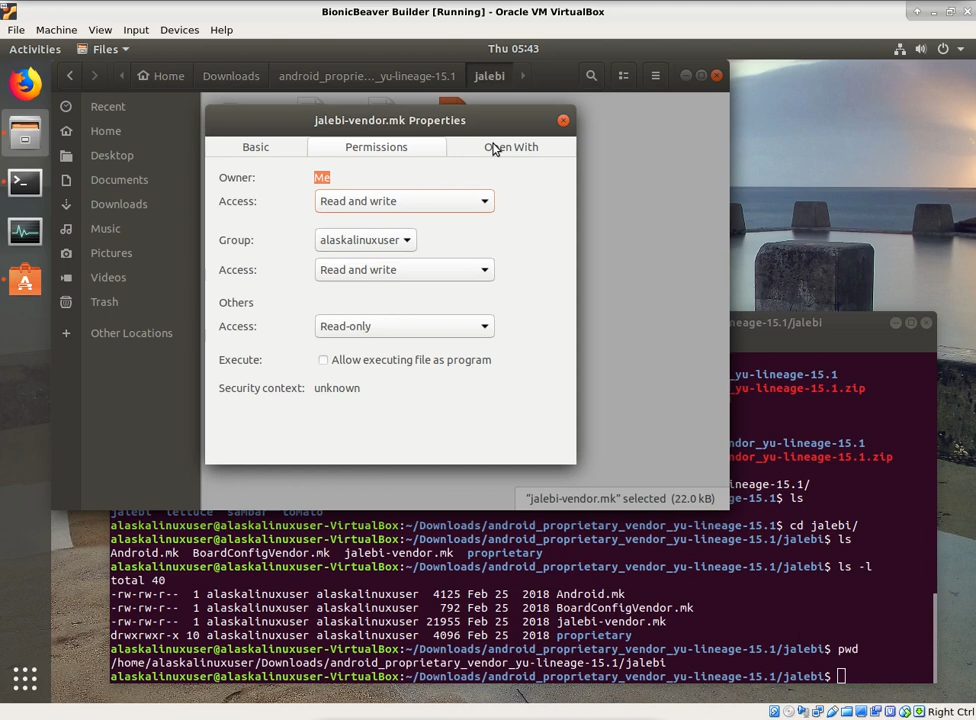 BionicBeaver Builder [Running] - Oracle VM VirtualBox
File Machine View Input Devices Help
Activities Files Thu 05:43
Home Downloads android_proprie..._yu-lineage-15.1 jalebi
Recent
Home
Desktop
Documents
Downloads
Music
Pictures
Videos
Trash
+ Other Locations
jalebi-vendor.mk Properties
Basic Permissions Open With
Owner: Me
Access: Read and write
Group: alaskalinuxuser
Access: Read and write
Others
Access: Read-only
Execute: Allow executing file as program
Security context: unknown
"jalebi-vendor.mk" selected (22.0 kB)
neage-15.1/jalebi
_yu-lineage-15.1
_yu-lineage-15.1.zip
ndor_yu-lineage-15.1
ndor_yu-lineage-15.1.zip
ineage-15.1/
ge-15.1$ ls
jalebi lettuce sambar tomato
alaskalinuxuser@alaskalinuxuser-VirtualBox:~/Downloads/android_proprietary_vendor_yu-lineage-15.1$ cd jalebi/
alaskalinuxuser@alaskalinuxuser-VirtualBox:~/Downloads/android_proprietary_vendor_yu-lineage-15.1/jalebi$ ls
Android.mk BoardConfigVendor.mk jalebi-vendor.mk proprietary
alaskalinuxuser@alaskalinuxuser-VirtualBox:~/Downloads/android_proprietary_vendor_yu-lineage-15.1/jalebi$ ls -l
total 40
-rw-rw-r-- 1 alaskalinuxuser alaskalinuxuser 4125 Feb 25 2018 Android.mk
-rw-rw-r-- 1 alaskalinuxuser alaskalinuxuser 792 Feb 25 2018 BoardConfigVendor.mk
-rw-rw-r-- 1 alaskalinuxuser alaskalinuxuser 21955 Feb 25 2018 jalebi-vendor.mk
drwxrwxr-x 10 alaskalinuxuser alaskalinuxuser 4096 Feb 25 2018 proprietary
alaskalinuxuser@alaskalinuxuser-VirtualBox:~/Downloads/android_proprietary_vendor_yu-lineage-15.1/jalebi$ pwd
/home/alaskalinuxuser/Downloads/android_proprietary_vendor_yu-lineage-15.1/jalebi
alaskalinuxuser@alaskalinuxuser-VirtualBox:~/Downloads/android_proprietary_vendor_yu-lineage-15.1/jalebi$
Right Ctrl